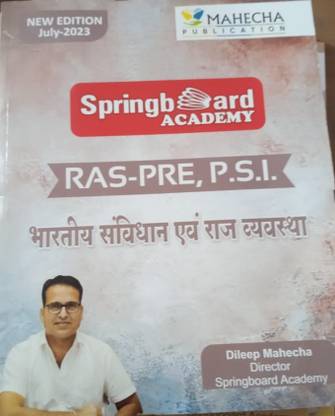 NEW EDITION
July-2023
MAHECHA
PUBLICATION
Springboard
ACADEMY
RAS-PRE, P.S.I.
भारतीय संविधान एवं राज व्यवस्था
Dileep Mahecha
Director
Springboard Academy